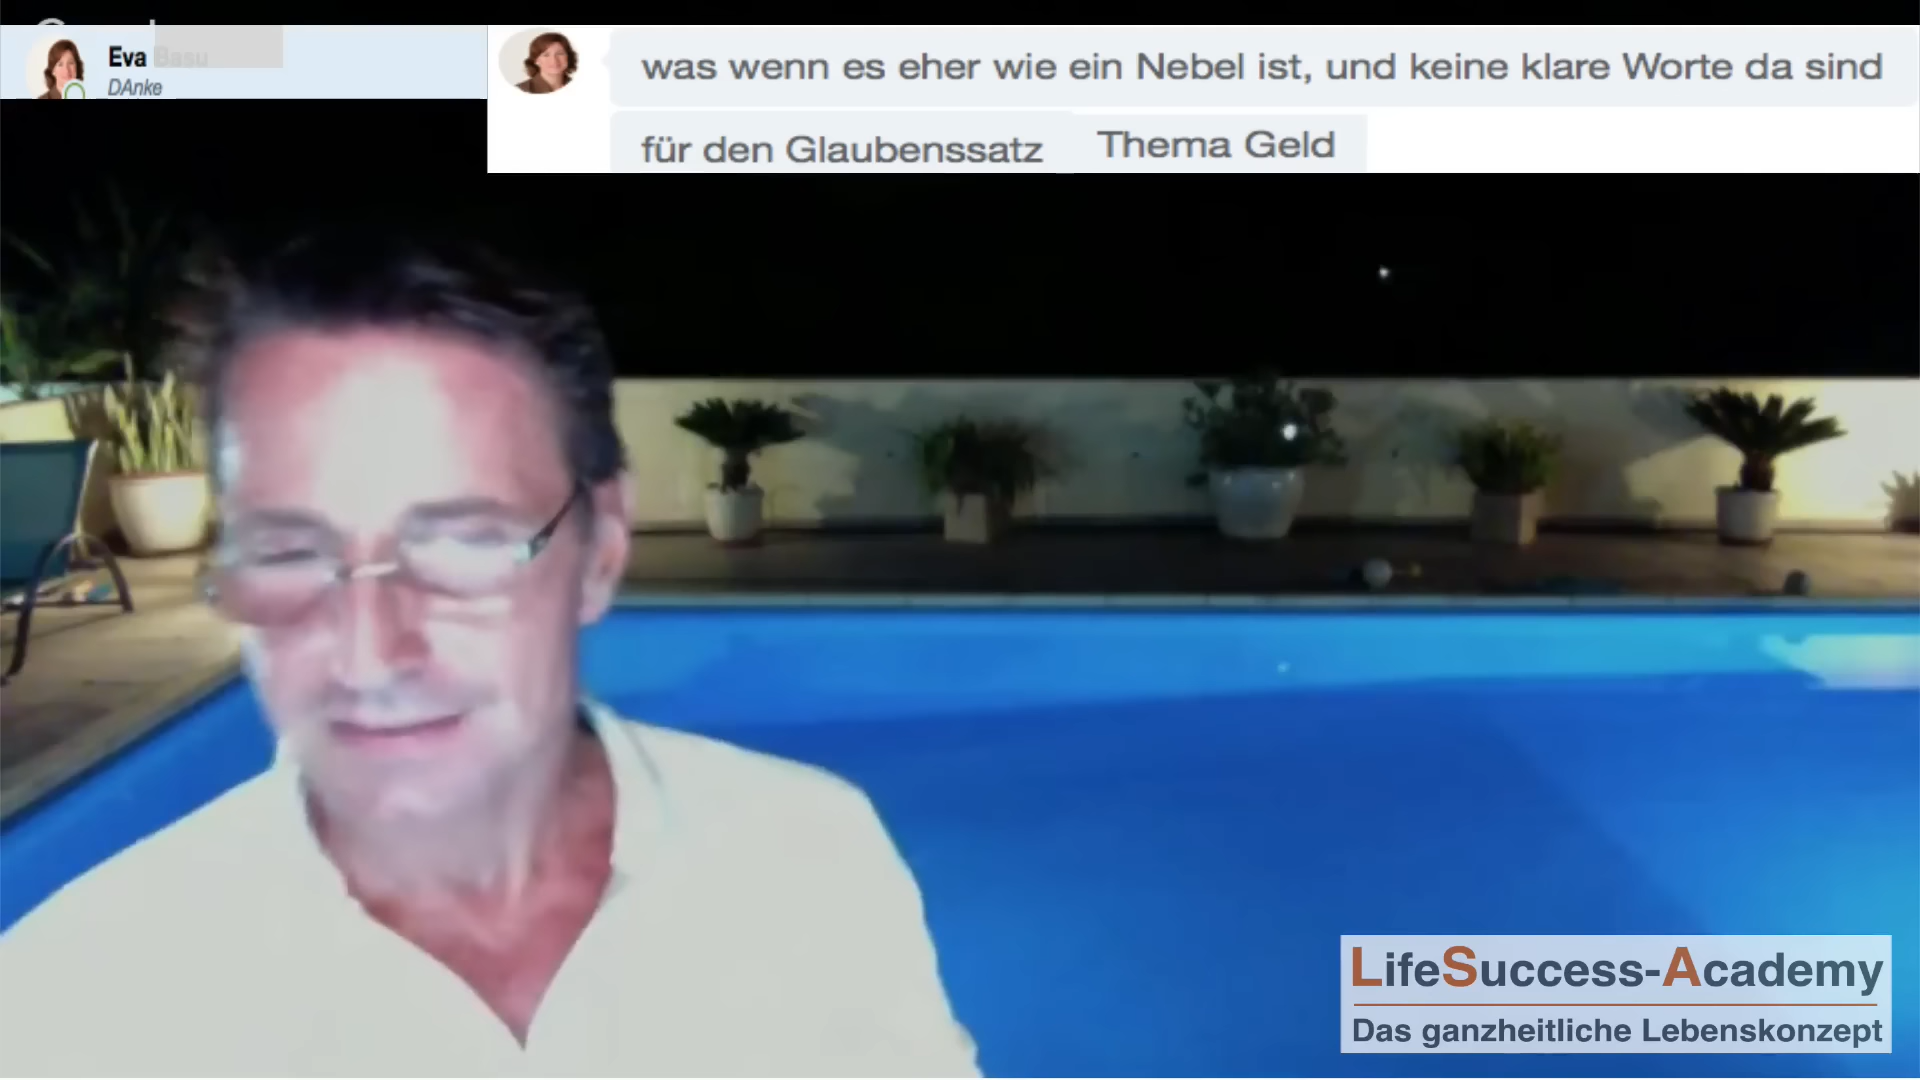 Eva Basu
DAnke
was wenn es eher wie ein Nebel ist, und keine klare Worte da sind
für den Glaubenssatz Thema Geld
LifeSuccess-Academy
Das ganzheitliche Lebenskonzept